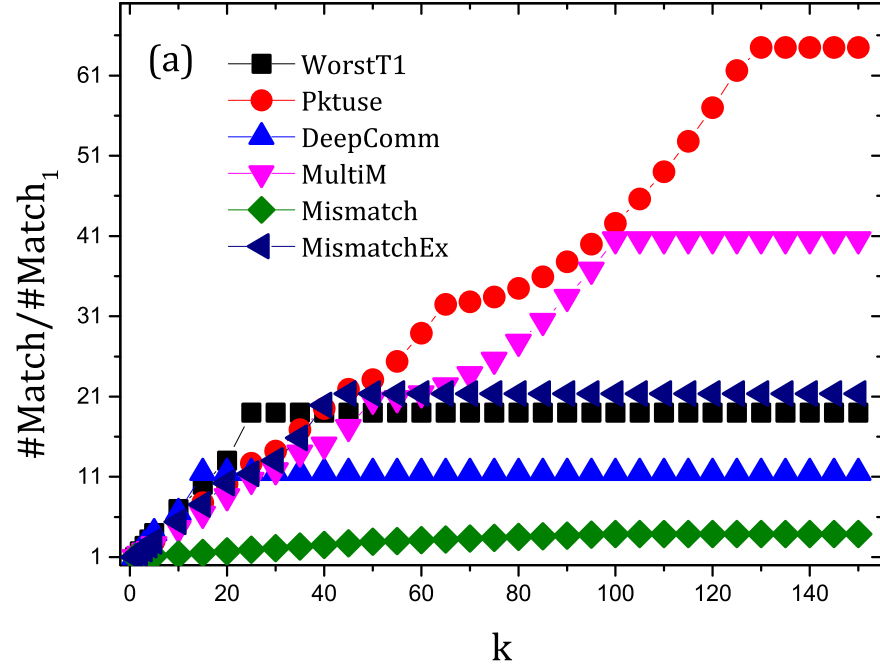 (a)
WorstT1
Pktuse
DeepComm
MultiM
Mismatch
MismatchEx
#Match/#Match1
61
51
41
31
21
11
1
0 20 40 60 80 100 120 140
k